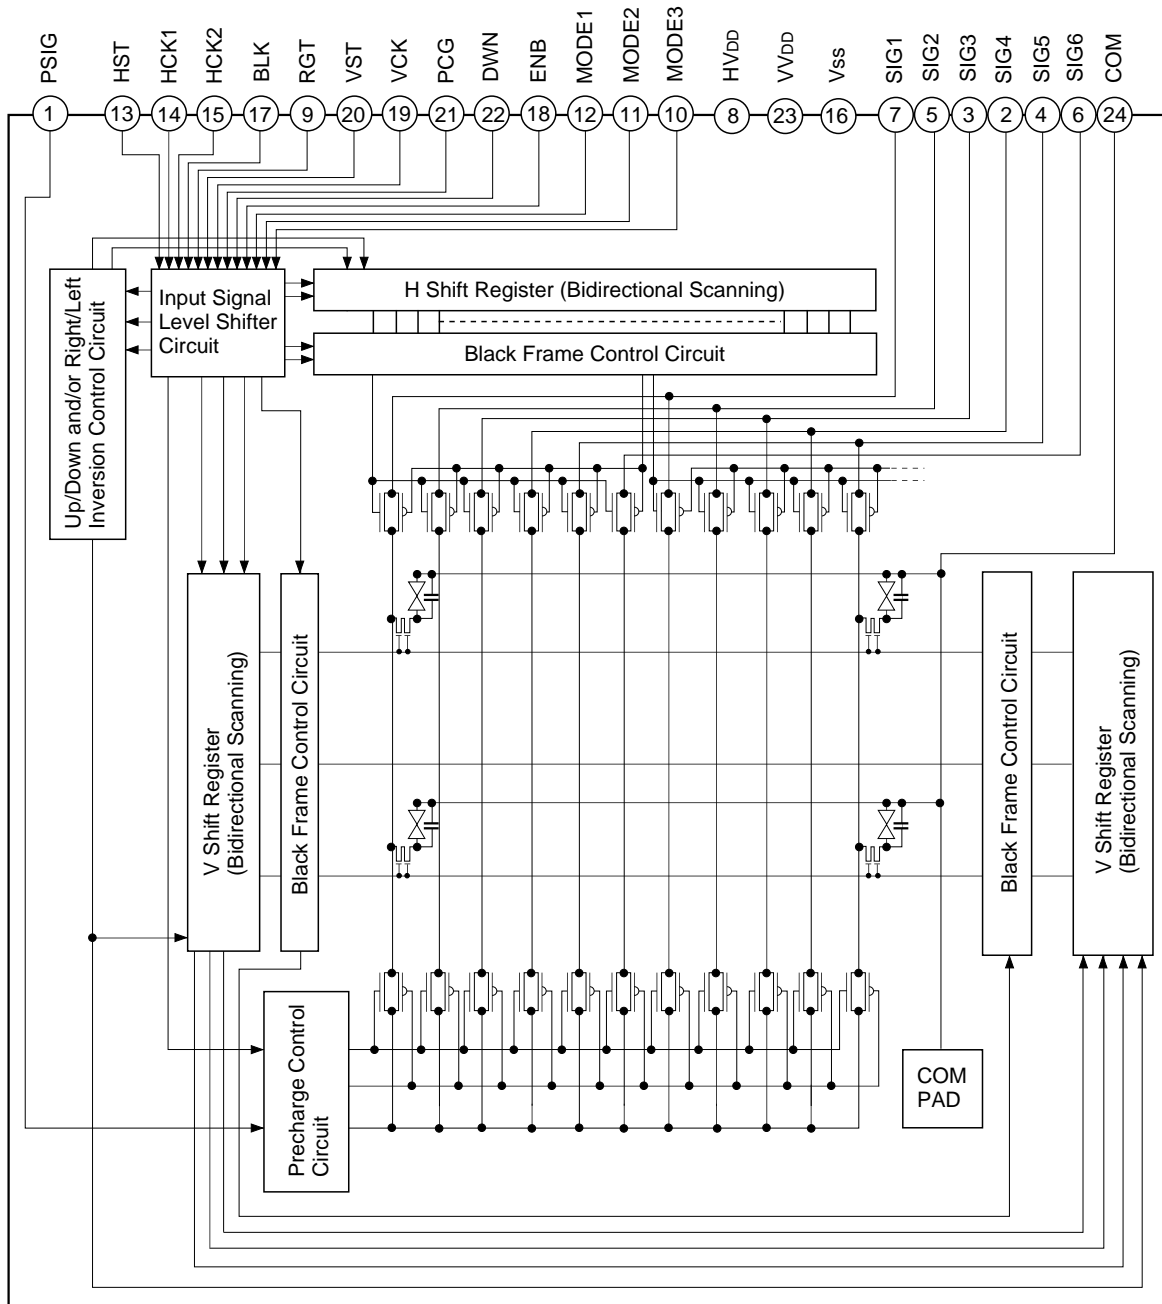 PSIG
HST
HCK1
HCK2
BLK
RGT
VST
VCK
PCG
DWN
ENB
MODE1
MODE2
MODE3
HVDD
VVDD
Vss
SIG1
SIG2
SIG3
SIG4
SIG5
SIG6
COM
1
13
14
15
17
9
20
19
21
22
18
12
11
10
8
23
16
7
5
3
2
4
6
24
Up/Down and/or Right/Left
Inversion Control Circuit
Input Signal
Level Shifter
Circuit
H Shift Register (Bidirectional Scanning)
Black Frame Control Circuit
V Shift Register
(Bidirectional Scanning)
Black Frame Control Circuit
Black Frame Control Circuit
V Shift Register
(Bidirectional Scanning)
Precharge Control
Circuit
COM
PAD